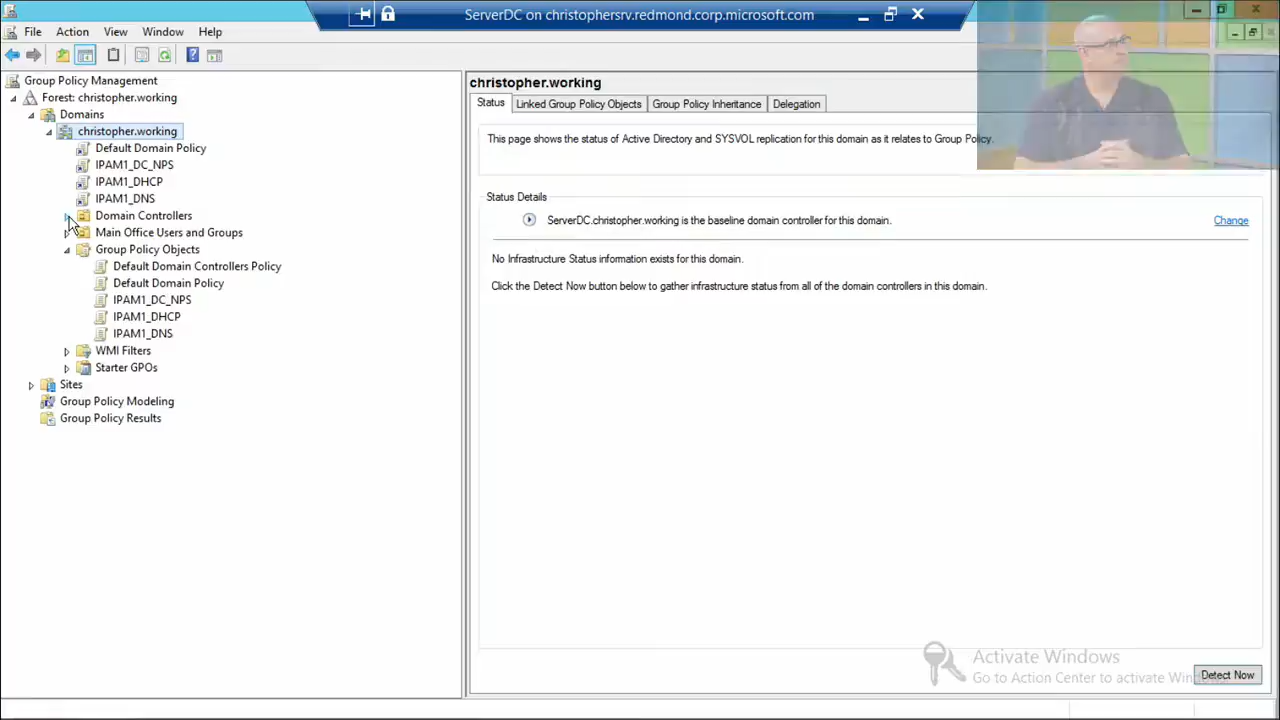 ServerDC on christophersrv.redmond.corp.microsoft.com
File Action View Window Help
Group Policy Management
Forest: christopher.working
Domains
christopher.working
Default Domain Policy
IPAM1_DC_NPS
IPAM1_DHCP
IPAM1_DNS
Domain Controllers
Main Office Users and Groups
Group Policy Objects
Default Domain Controllers Policy
Default Domain Policy
IPAM1_DC_NPS
IPAM1_DHCP
IPAM1_DNS
WMI Filters
Starter GPOs
Sites
Group Policy Modeling
Group Policy Results
christopher.working
Status Linked Group Policy Objects Group Policy Inheritance Delegation
This page shows the status of Active Directory and SYSVOL replication for this domain as it relates to Group Policy.
Status Details
ServerDC.christopher.working is the baseline domain controller for this domain. Change
No Infrastructure Status information exists for this domain.
Click the Detect Now button below to gather infrastructure status from all of the domain controllers in this domain.
Activate Windows
Go to Action Center to activate Windows.
Detect Now